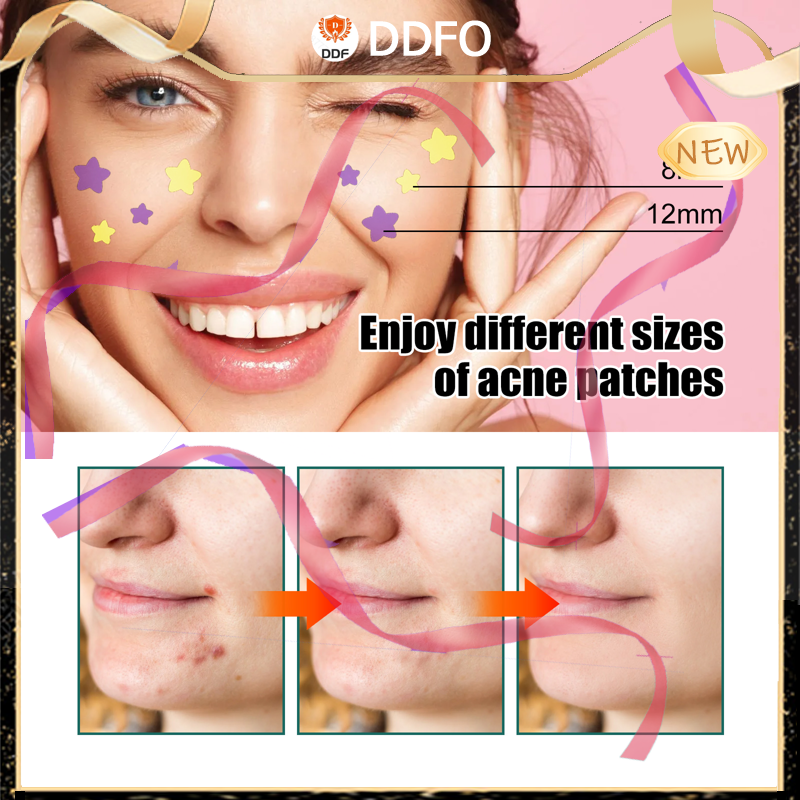 DDF
DDFO
NEW
12mm
Enjoy different sizes
of acne patches